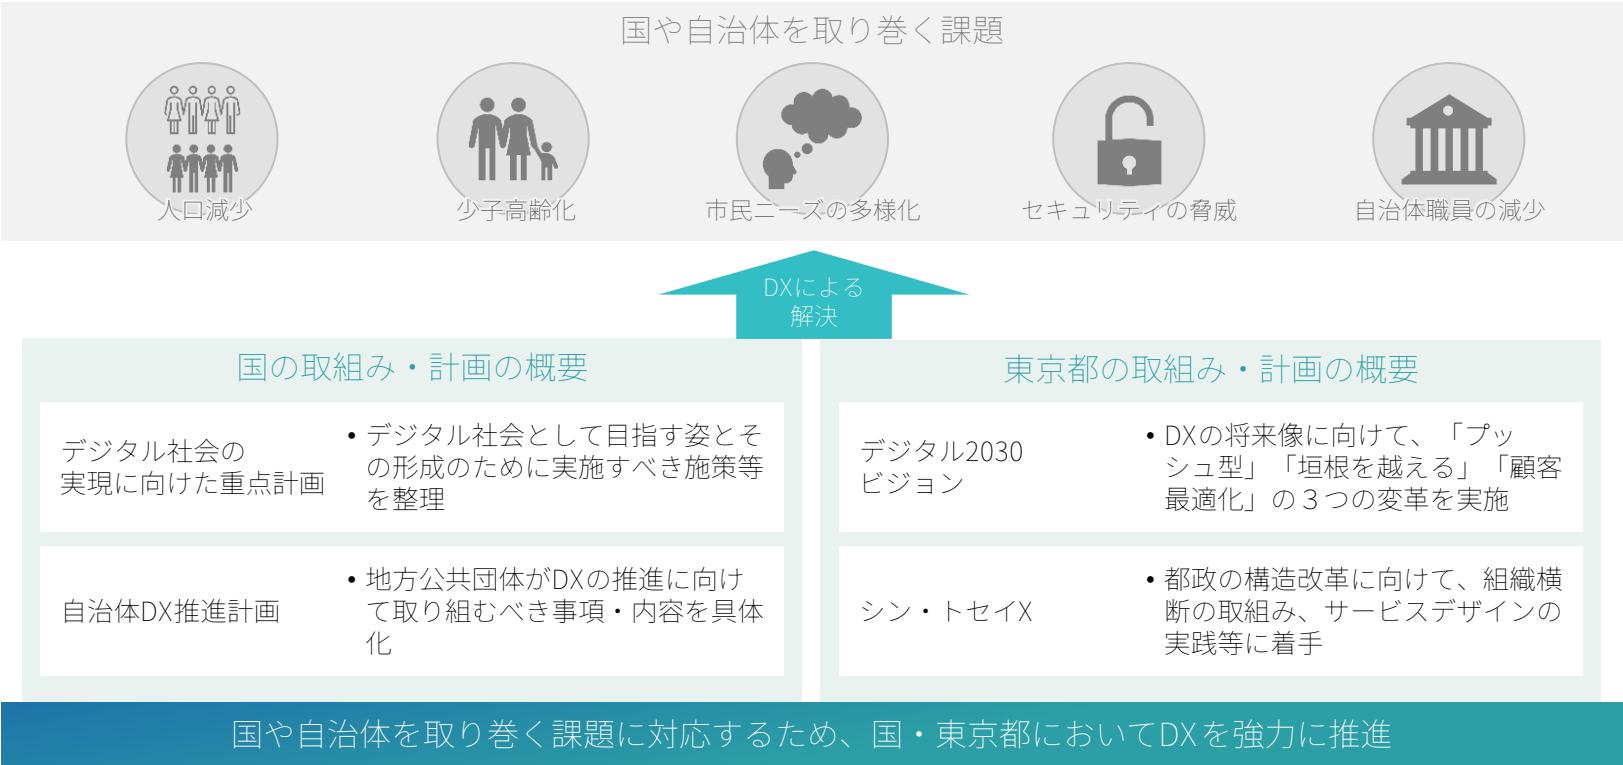 国や自治体を取り巻く課題
人口減少
少子高齢化
市民ニーズの多様化
セキュリティの脅威
自治体職員の減少
DXによる
解決
国の取組み・計画の概要
デジタル社会の
実現に向けた重点計画
• デジタル社会として目指す姿とそ
の形成のために実施すべき施策等
を整理
自治体DX推進計画
• 地方公共団体がDXの推進に向け
て取り組むべき事項・内容を具体
化
東京都の取組み・計画の概要
デジタル2030
ビジョン
• DXの将来像に向けて、「プッ
シュ型」「垣根を越える」「顧客
最適化」の３つの変革を実施
シン・トセイX
• 都政の構造改革に向けて、組織横
断の取組み、サービスデザインの
実践等に着手
国や自治体を取り巻く課題に対応するため、国・東京都においてDXを強力に推進